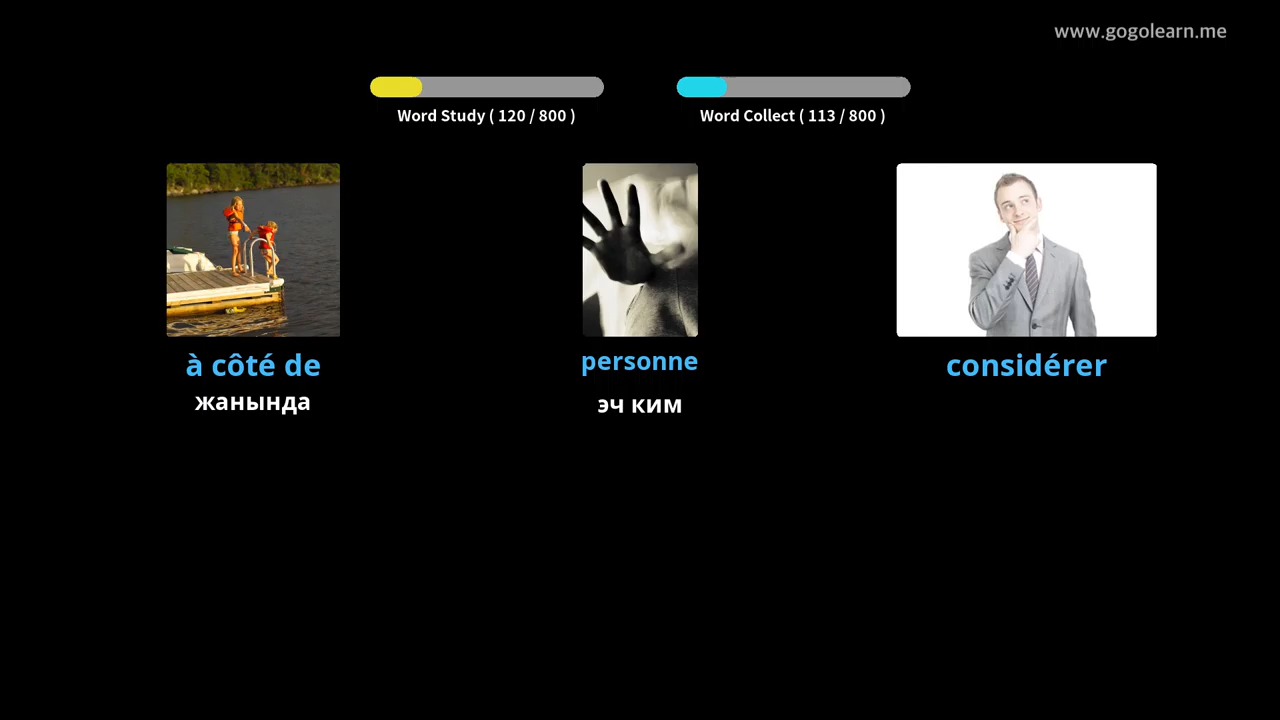 www.gogolearn.me
Word Study ( 120 / 800 )
Word Collect ( 113 / 800 )
à côté de
personne
considérer
жанында
эч ким